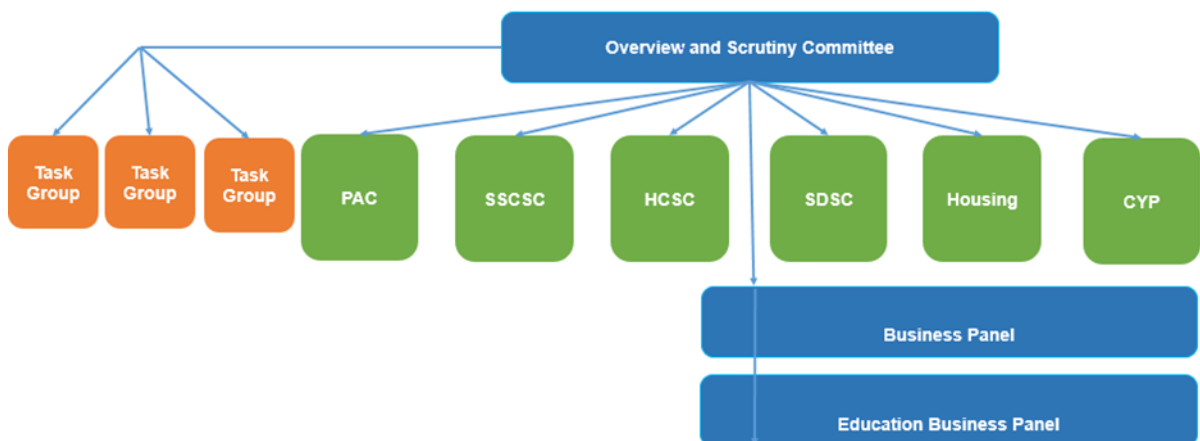 Overview and Scrutiny Committee
Task
Group
Task
Group
Task
Group
PAC
SSCSC
HCSC
SDSC
Housing
CYP
Business Panel
Education Business Panel